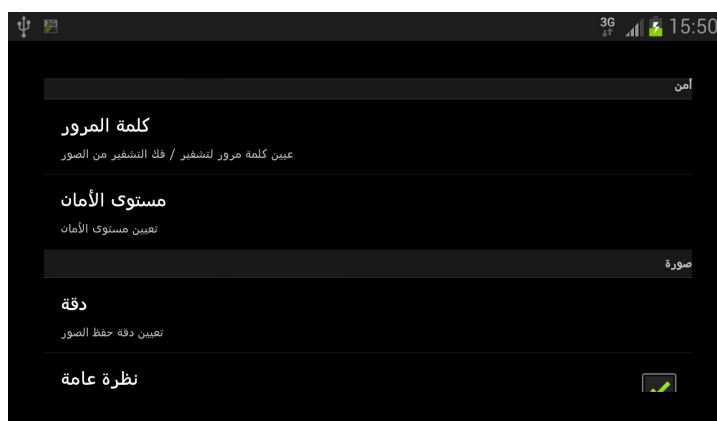 3G 15:50
أمن
كلمة المرور
عيين كلمة مرور لتشفير / فك التشفير من الصور
مستوى الأمان
تعيين مستوى الأمان
صورة
دقة
تعيين دقة حفظ الصور
نظرة عامة